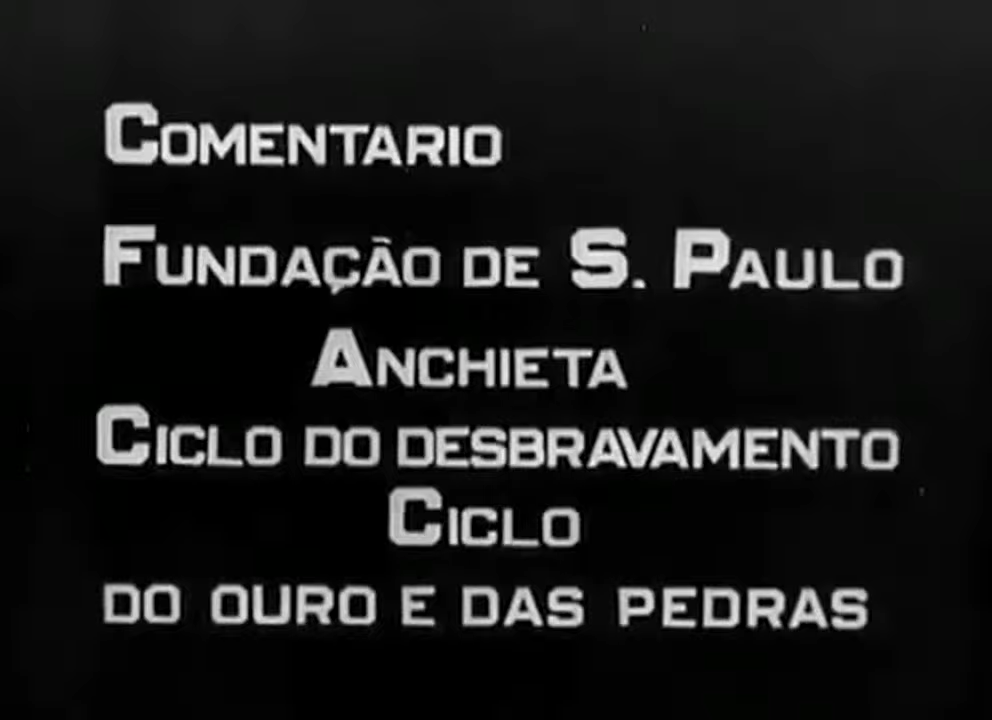 COMENTARIO
FUNDAÇÃO DE S. PAULO
ANCHIETA
CICLO DO DESBRAVAMENTO
CICLO
DO OURO E DAS PEDRAS